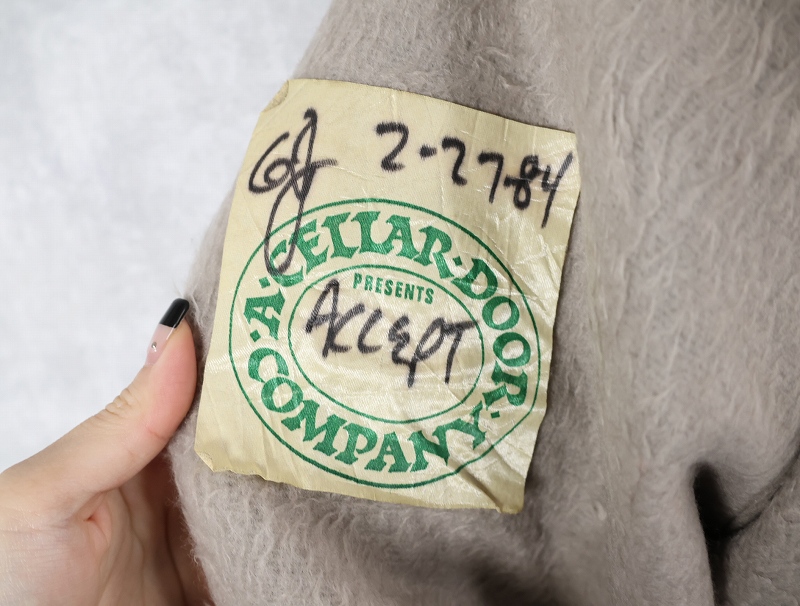 2-27-84
A·CELLAR·DOOR·
PRESENTS
ACCEPT
COMPANY